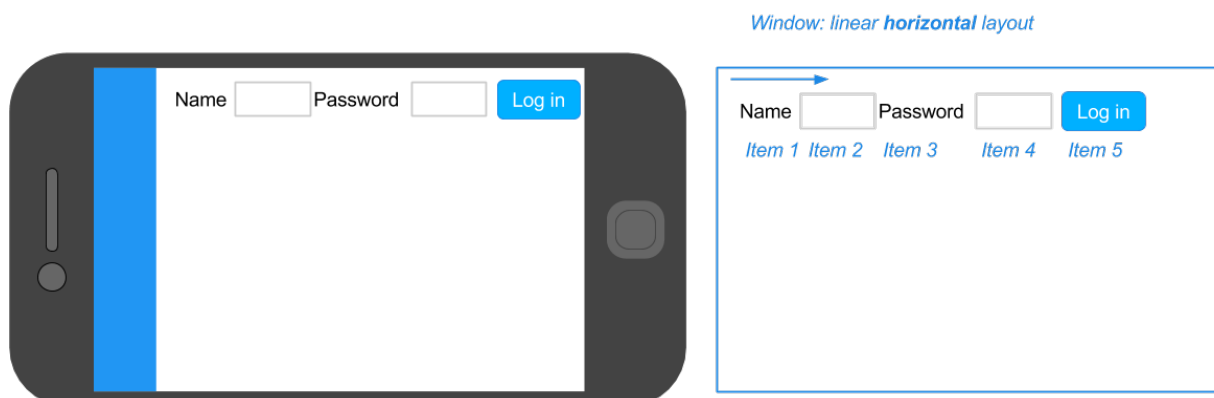 Window: linear horizontal layout
Name Password Log in
Name Password Log in
Item 1 Item 2 Item 3 Item 4 Item 5